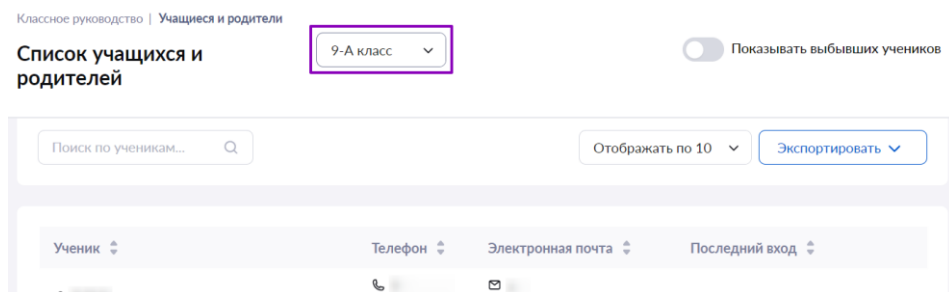 Классное руководство | Учащиеся и родители
Список учащихся и
родителей
9-А класс
Показывать выбывших учеников
Поиск по ученикам...
Отображать по 10
Экспортировать
Ученик
Телефон
Электронная почта
Последний вход